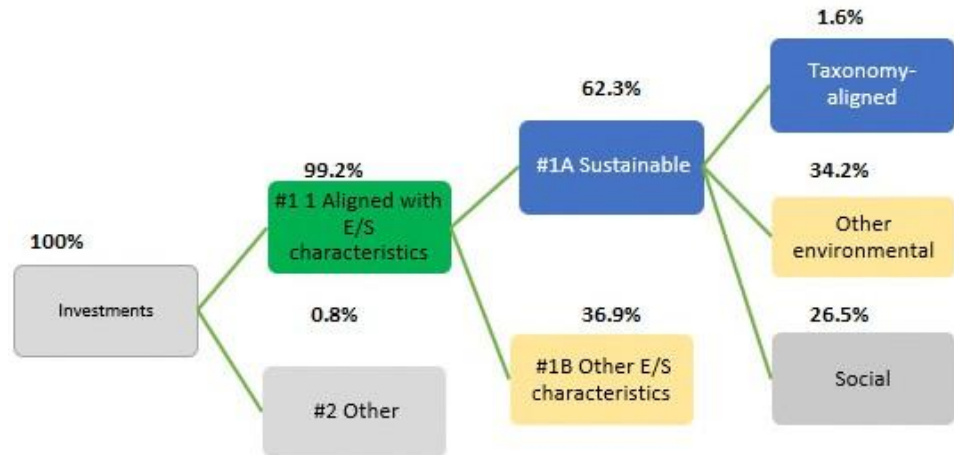 1.6%
Taxonomy-
aligned
62.3%
#1A Sustainable
99.2%
#1 1 Aligned with
E/S
characteristics
34.2%
Other
environmental
100%
Investments
0.8%
#2 Other
36.9%
#1B Other E/S
characteristics
26.5%
Social